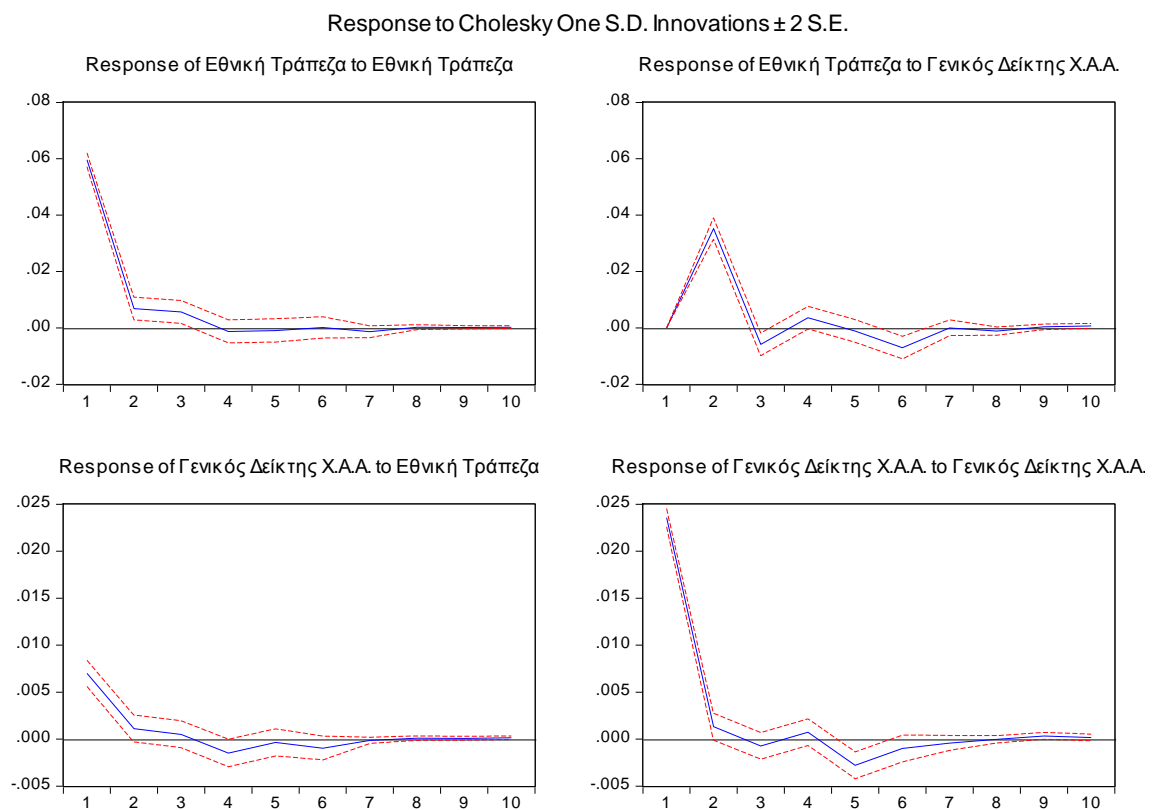 Response to Cholesky One S.D. Innovations ± 2 S.E.
Response of Εθνική Τράπεζα to Εθνική Τράπεζα
.08
.06
.04
.02
.00
-.02
1 2 3 4 5 6 7 8 9 10
Response of Εθνική Τράπεζα to Γενικός Δείκτης Χ.Α.Α.
.08
.06
.04
.02
.00
-.02
1 2 3 4 5 6 7 8 9 10
Response of Γενικός Δείκτης Χ.Α.Α. to Εθνική Τράπεζα
.025
.020
.015
.010
.005
.000
-.005
1 2 3 4 5 6 7 8 9 10
Response of Γενικός Δείκτης Χ.Α.Α. to Γενικός Δείκτης Χ.Α.Α.
.025
.020
.015
.010
.005
.000
-.005
1 2 3 4 5 6 7 8 9 10